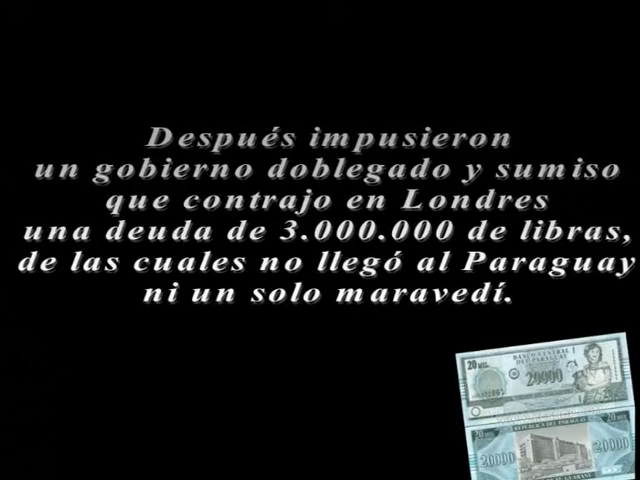 Después impusieron
un gobierno doblegado y sumiso
que contrajo en Londres
una deuda de 3.000.000 de libras,
de las cuales no llegó al Paraguay
ni un solo maravedí.
20 MIL
BANCO CENTRAL
DEL PARAGUAY
20000
REPUBLICA DEL PARAGUAY
20000
20000